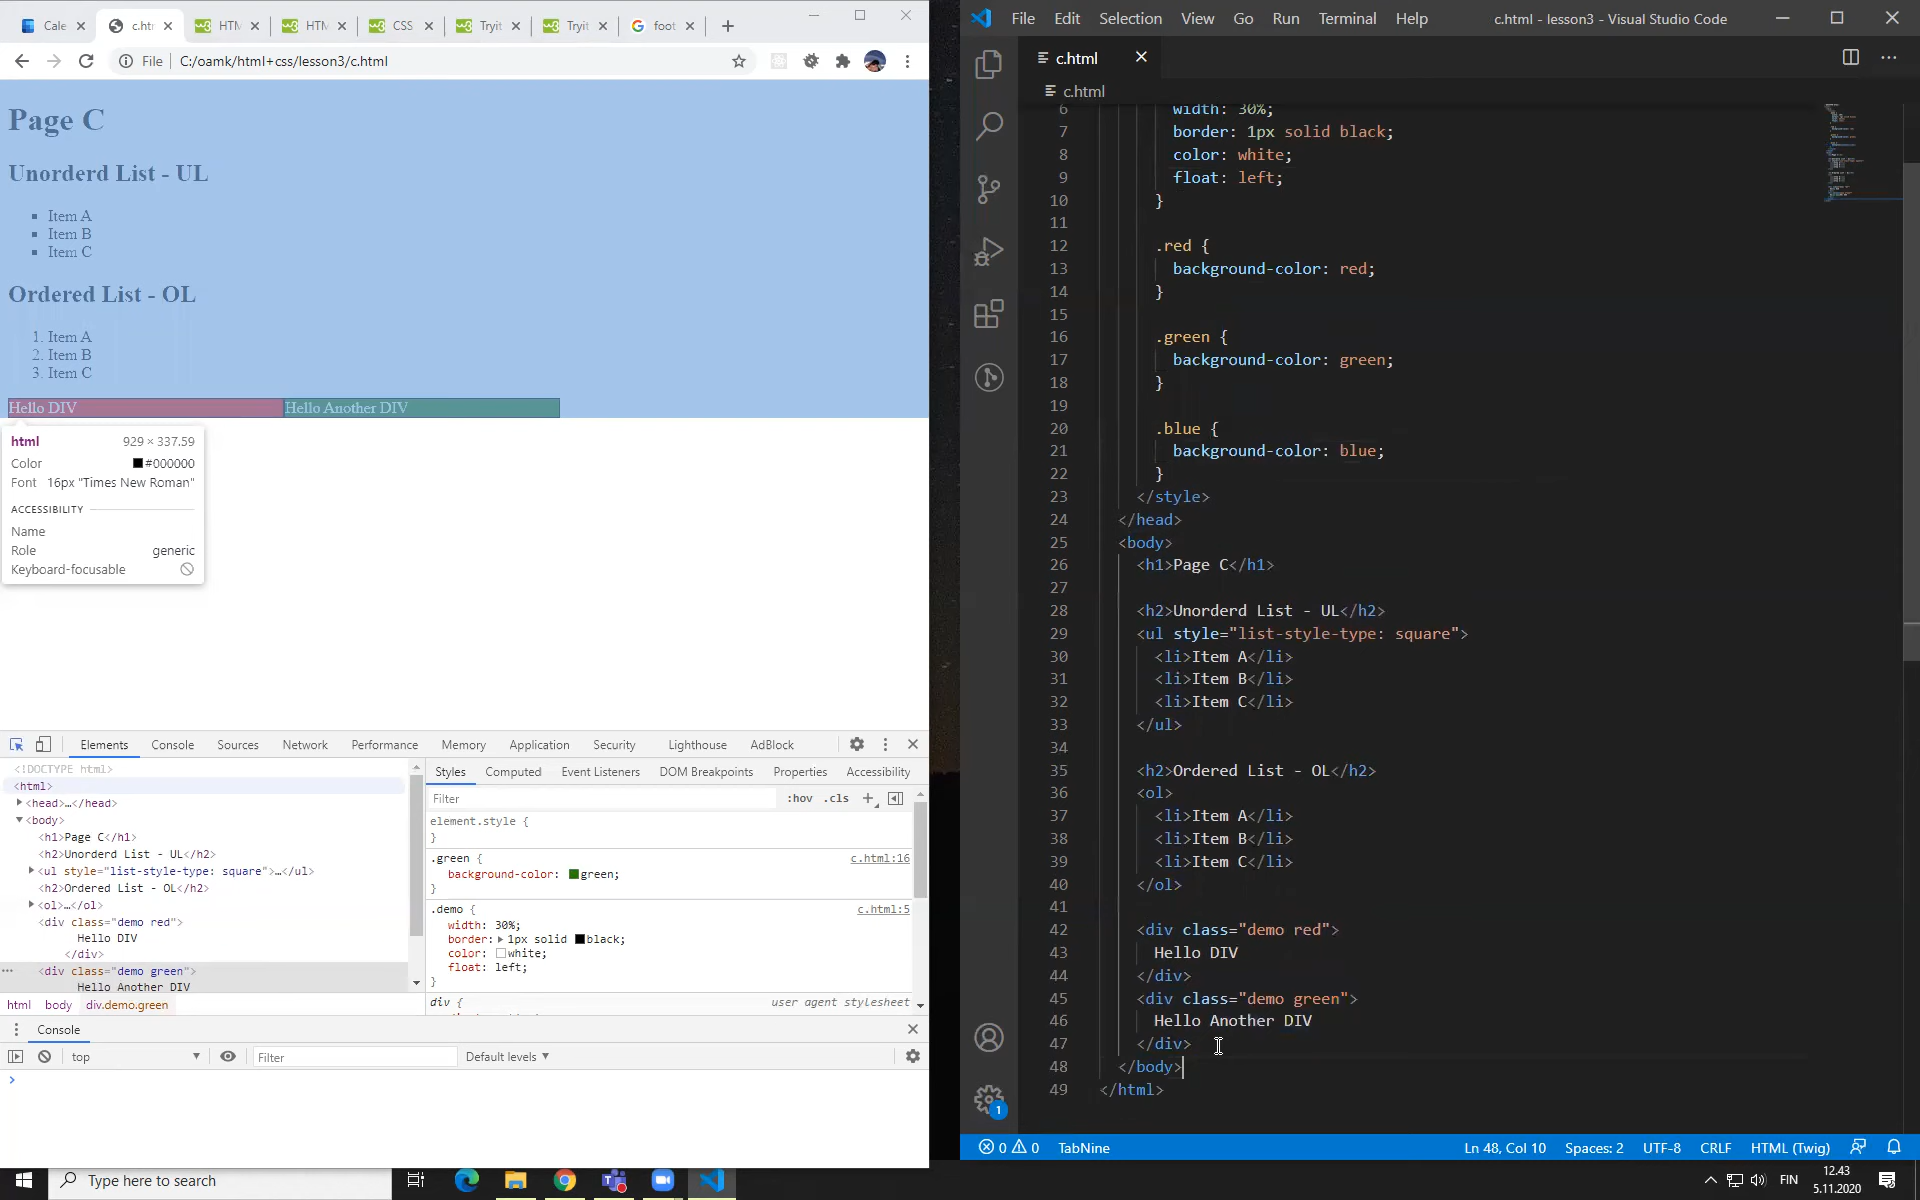 Cale
c.htm
HTM
HTM
CSS
Tryit
Tryit
foot
File
C:/oamk/html+css/lesson3/c.html
Page C
Unorderd List - UL
Item A
Item B
Item C
Ordered List - OL
1. Item A
2. Item B
3. Item C
Hello DIV
Hello Another DIV
html 929 × 337.59
Color #000000
Font 16px "Times New Roman"
ACCESSIBILITY
Name
Role generic
Keyboard-focusable
Elements Console Sources Network Performance Memory Application Security Lighthouse AdBlock
<!DOCTYPE html>
<html>
<head>…</head>
<body>
<h1>Page C</h1>
<h2>Unorderd List - UL</h2>
<ul style="list-style-type: square">…</ul>
<h2>Ordered List - OL</h2>
<ol>…</ol>
<div class="demo red">
Hello DIV
</div>
<div class="demo green">
Hello Another DIV
html body div.demo.green
Styles Computed Event Listeners DOM Breakpoints Properties Accessibility
Filter :hov .cls +
element.style {
}
.green { c.html:16
background-color: green;
}
.demo { c.html:5
width: 30%;
border: 1px solid black;
color: white;
float: left;
}
div { user agent stylesheet
Console
top Filter Default levels
>
File Edit Selection View Go Run Terminal Help c.html - lesson3 - Visual Studio Code
c.html
c.html
6 width: 30%;
7 border: 1px solid black;
8 color: white;
9 float: left;
10 }
11
12 .red {
13 background-color: red;
14 }
15
16 .green {
17 background-color: green;
18 }
19
20 .blue {
21 background-color: blue;
22 }
23 </style>
24 </head>
25 <body>
26 <h1>Page C</h1>
27
28 <h2>Unorderd List - UL</h2>
29 <ul style="list-style-type: square">
30 <li>Item A</li>
31 <li>Item B</li>
32 <li>Item C</li>
33 </ul>
34
35 <h2>Ordered List - OL</h2>
36 <ol>
37 <li>Item A</li>
38 <li>Item B</li>
39 <li>Item C</li>
40 </ol>
41
42 <div class="demo red">
43 Hello DIV
44 </div>
45 <div class="demo green">
46 Hello Another DIV
47 </div>
48 </body>
49 </html>
1
0 0 TabNine Ln 48, Col 10 Spaces: 2 UTF-8 CRLF HTML (Twig)
Type here to search
FIN
12.43
5.11.2020